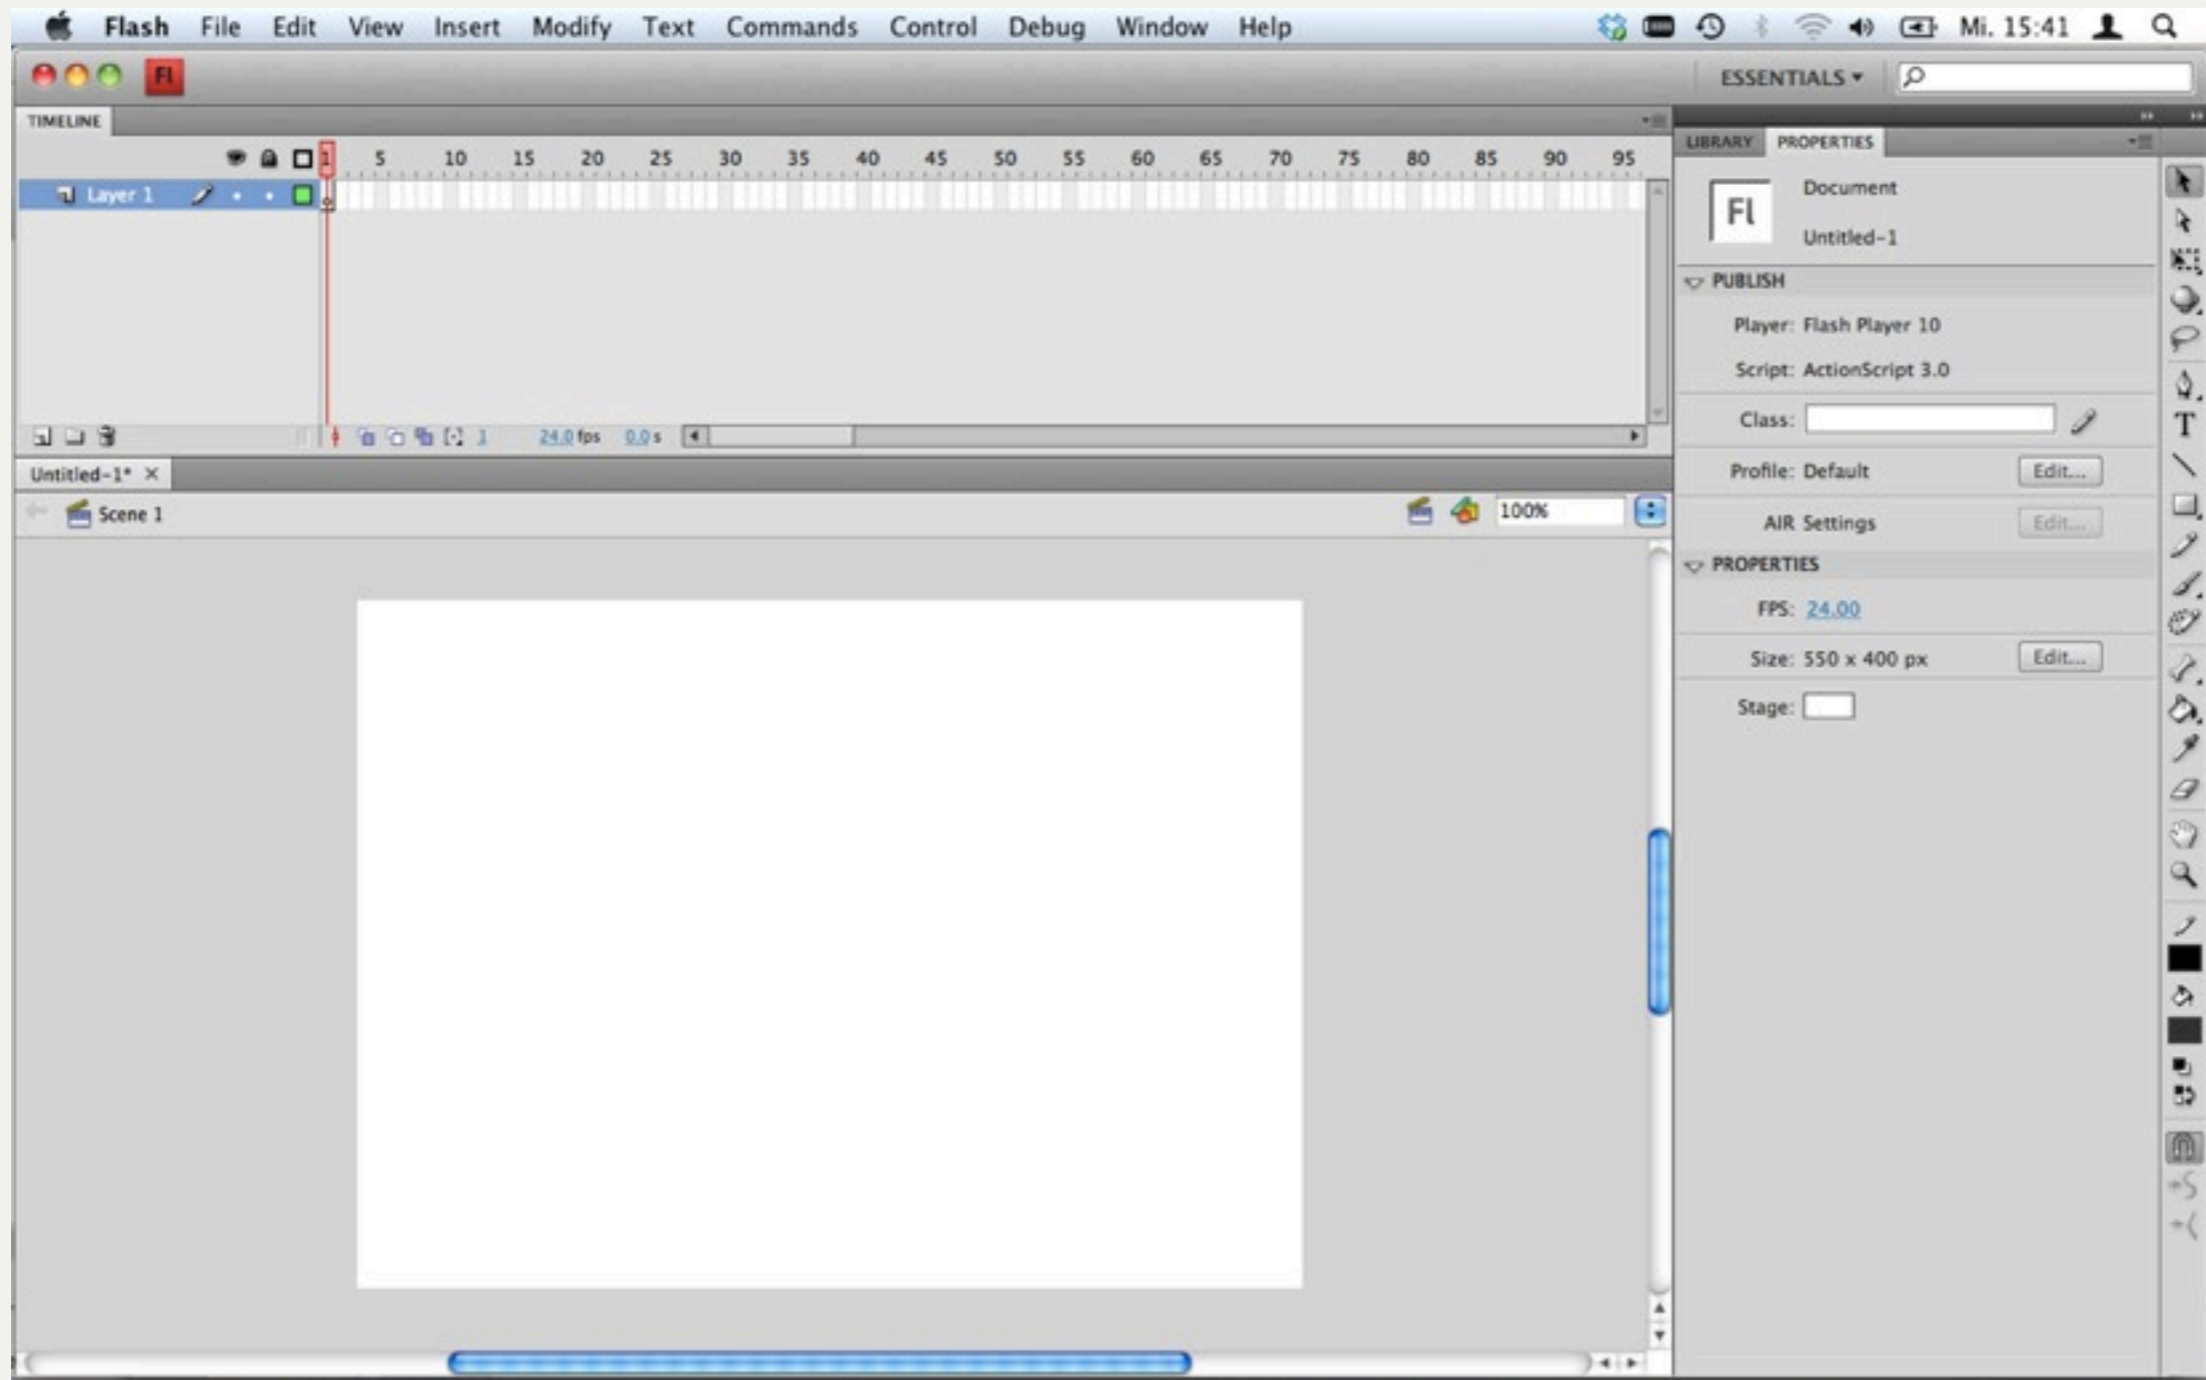 Flash File Edit View Insert Modify Text Commands Control Debug Window Help Mi. 15:41
Fl ESSENTIALS
TIMELINE
1 5 10 15 20 25 30 35 40 45 50 55 60 65 70 75 80 85 90 95
Layer 1
1 24.0 fps 0.0 s
Untitled-1* ×
Scene 1 100%
LIBRARY PROPERTIES
Fl Document
Untitled-1
PUBLISH
Player: Flash Player 10
Script: ActionScript 3.0
Class:
Profile: Default Edit...
AIR Settings Edit...
PROPERTIES
FPS: 24.00
Size: 550 x 400 px Edit...
Stage:
T